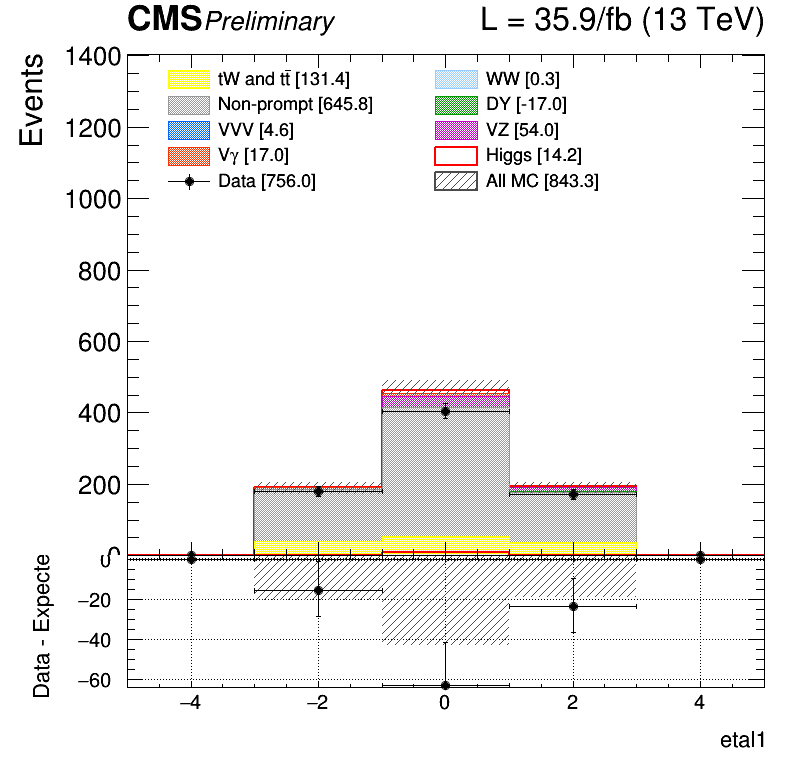 CMS Preliminary L = 35.9/fb (13 TeV)
Events
1400
1200
1000
800
600
400
200
0
tW and tt̄ [131.4]
Non-prompt [645.8]
VVV [4.6]
Vγ [17.0]
Data [756.0]
WW [0.3]
DY [-17.0]
VZ [54.0]
Higgs [14.2]
All MC [843.3]
Data - Expecte
0
−20
−40
−60
−4 −2 0 2 4
etal1